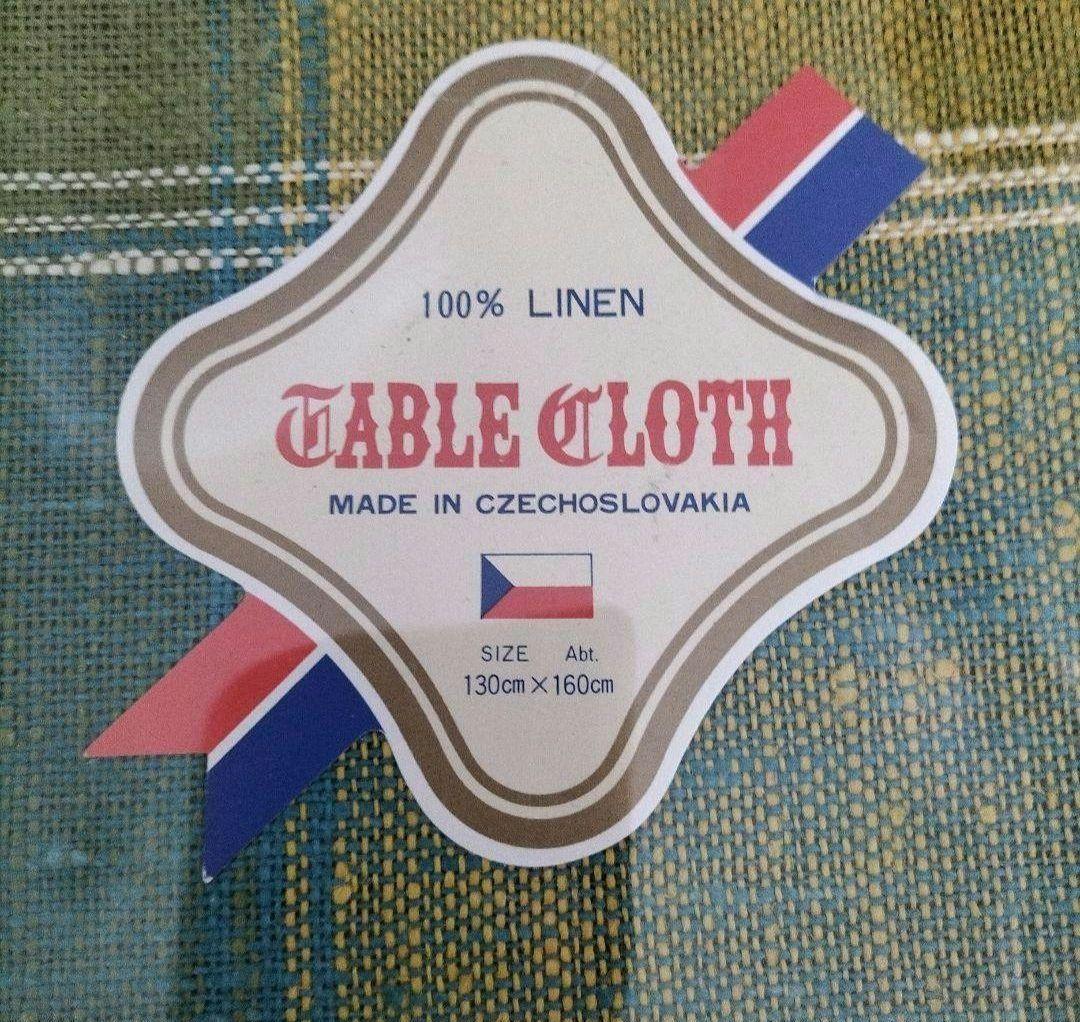 100% LINEN
TABLE CLOTH
MADE IN CZECHOSLOVAKIA
SIZE Abt.
130cm×160cm